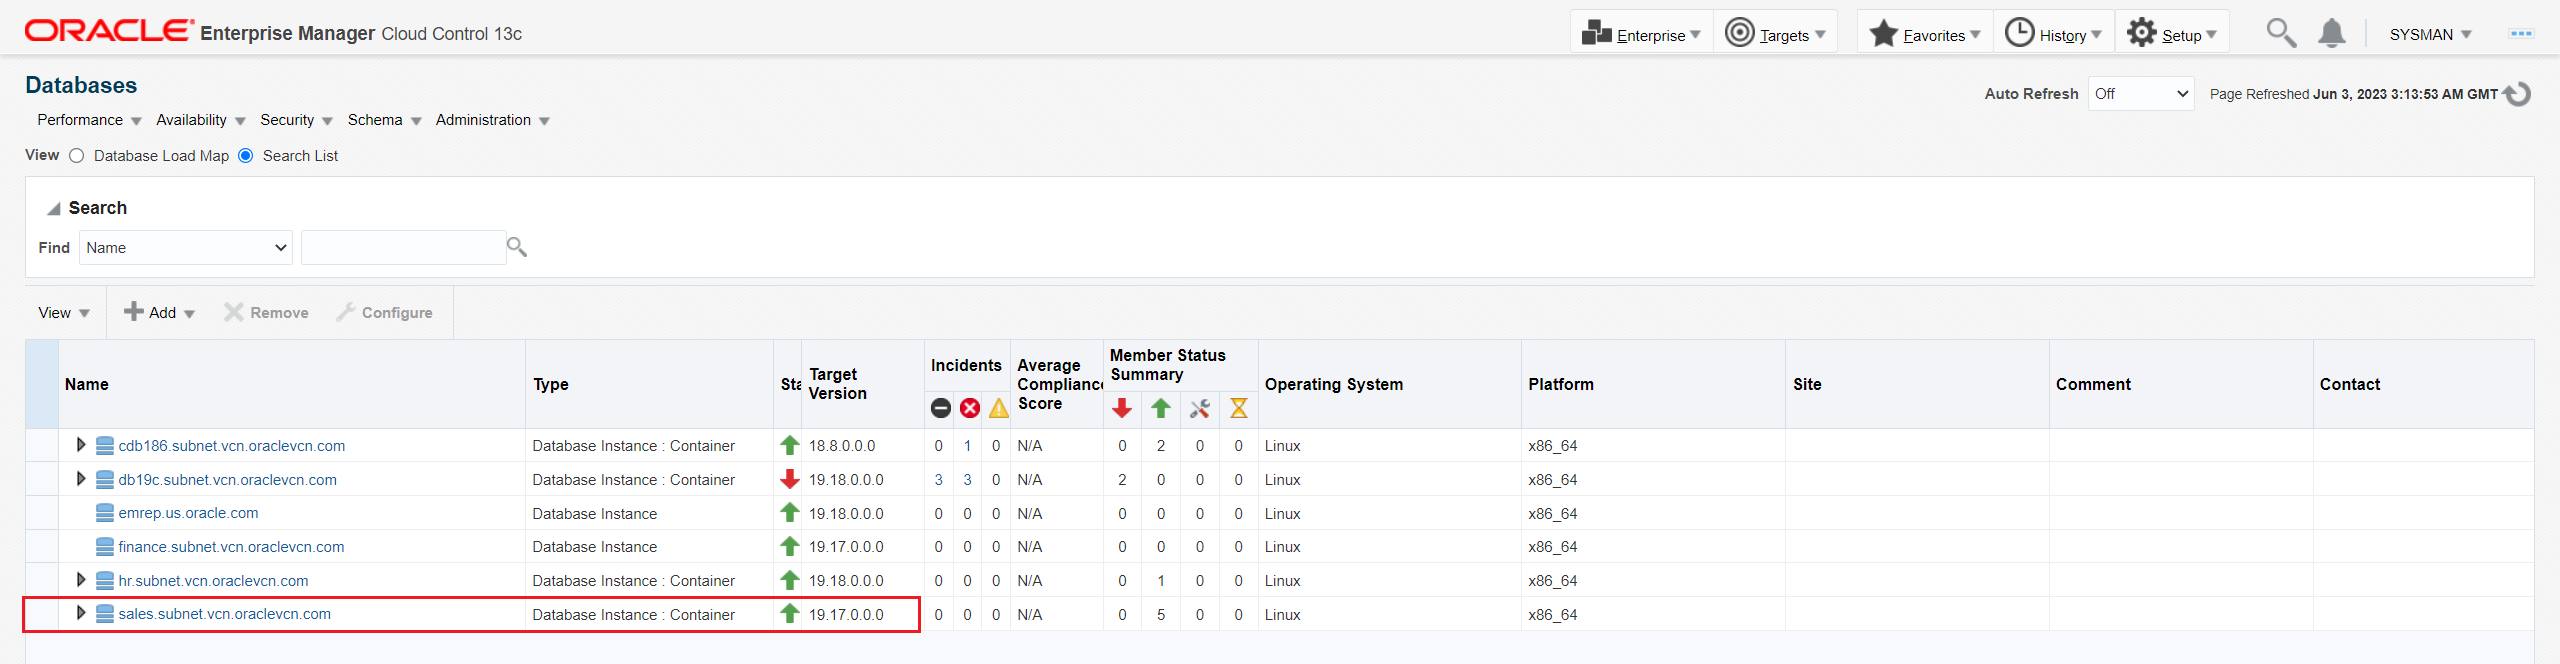 ORACLE Enterprise Manager Cloud Control 13c Enterprise Targets Favorites History Setup SYSMAN
Databases
Auto Refresh Off Page Refreshed Jun 3, 2023 3:13:53 AM GMT
Performance Availability Security Schema Administration
View Database Load Map Search List
Search
Find Name
View Add Remove Configure
Name Type Sta Target Version Incidents Average Compliance Score Member Status Summary Operating System Platform Site Comment Contact
cdb186.subnet.vcn.oraclevcn.com Database Instance : Container 18.8.0.0.0 0 1 0 N/A 0 2 0 0 Linux x86_64
db19c.subnet.vcn.oraclevcn.com Database Instance : Container 19.18.0.0.0 3 3 0 N/A 2 0 0 0 Linux x86_64
emrep.us.oracle.com Database Instance 19.18.0.0.0 0 0 0 N/A 0 0 0 0 Linux x86_64
finance.subnet.vcn.oraclevcn.com Database Instance 19.17.0.0.0 0 0 0 N/A 0 0 0 0 Linux x86_64
hr.subnet.vcn.oraclevcn.com Database Instance : Container 19.18.0.0.0 0 0 0 N/A 0 1 0 0 Linux x86_64
sales.subnet.vcn.oraclevcn.com Database Instance : Container 19.17.0.0.0 0 0 0 N/A 0 5 0 0 Linux x86_64